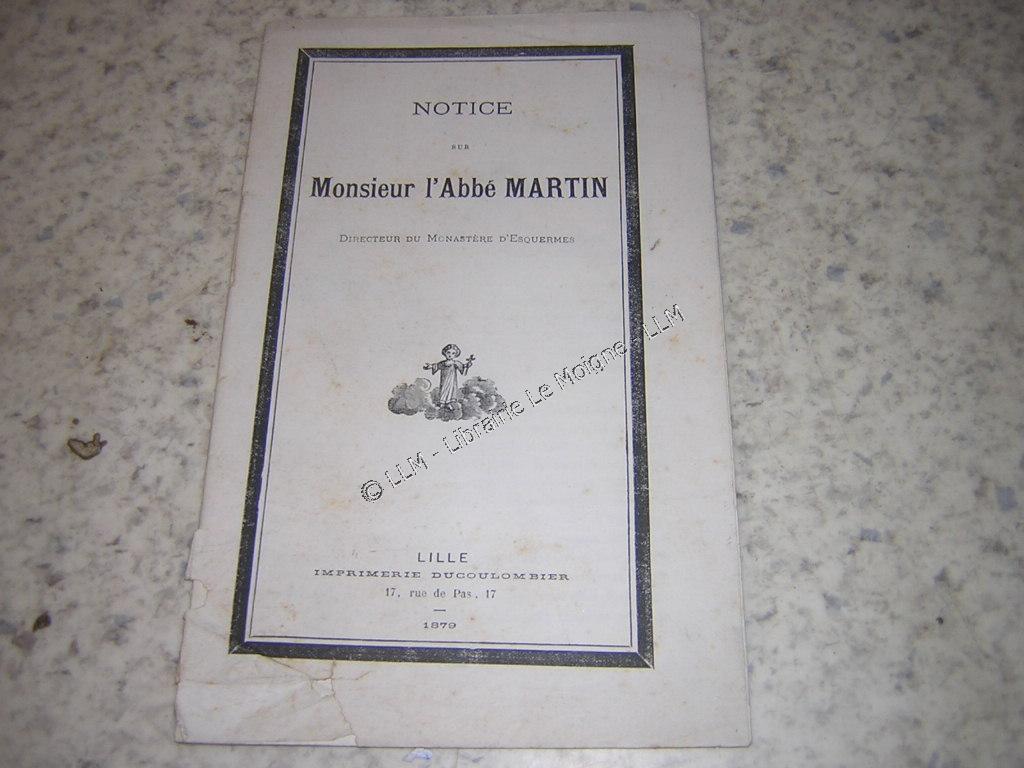 NOTICE
SUR
Monsieur l'Abbé MARTIN
DIRECTEUR DU MONASTÈRE D'ESQUERMES
© LLM - Librairie Le Moigne - LLM
LILLE
IMPRIMERIE DUCOULOMBIER
17, rue de Pas, 17
1879